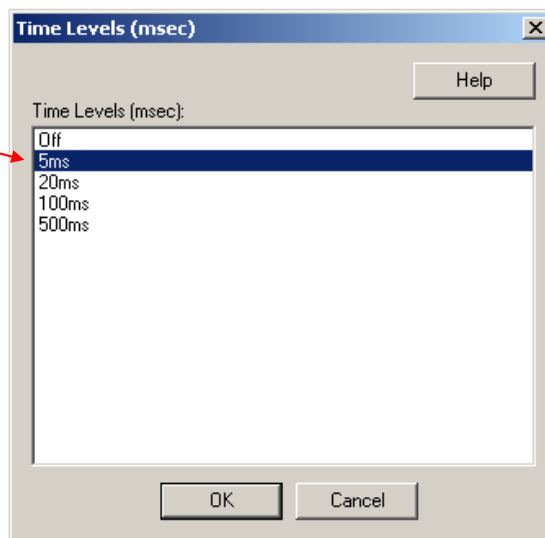 Time Levels (msec)
Help
Time Levels (msec):
Off
5ms
20ms
100ms
500ms
OK
Cancel